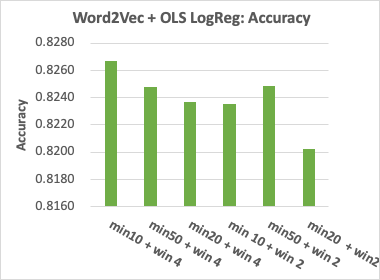 Word2Vec + OLS LogReg: Accuracy
0.8280
0.8260
0.8240
0.8220
0.8200
0.8180
0.8160
Accuracy
min10 + win 4
min50 + win 4
min20 + win 4
min 10 + win 2
min50 + win 2
min20  + win2